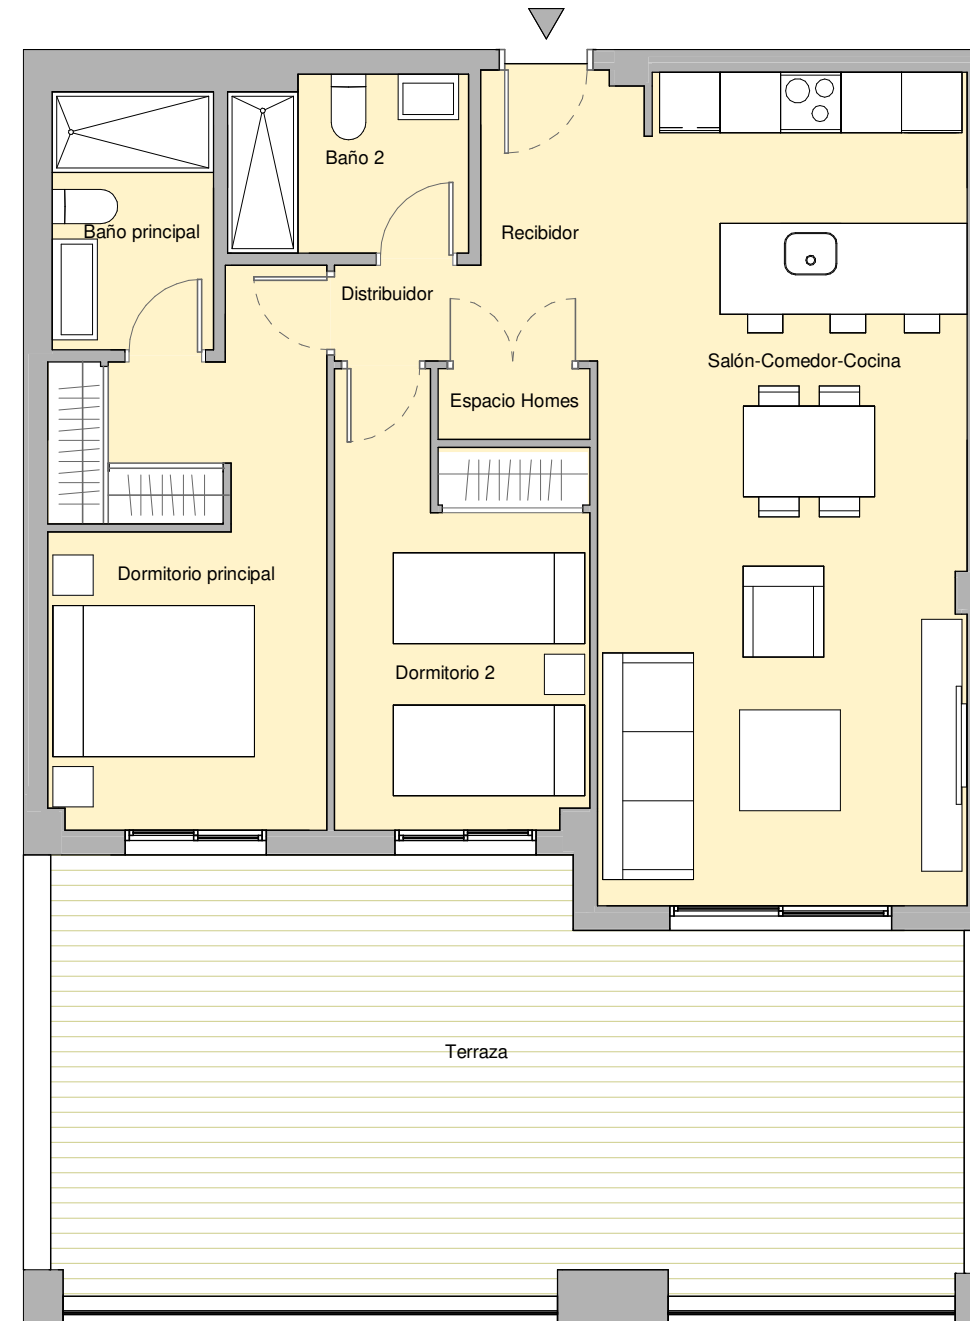 Baño 2
Baño principal
Recibidor
Distribuidor
Salón-Comedor-Cocina
Espacio Homes
Dormitorio principal
Dormitorio 2
Terraza